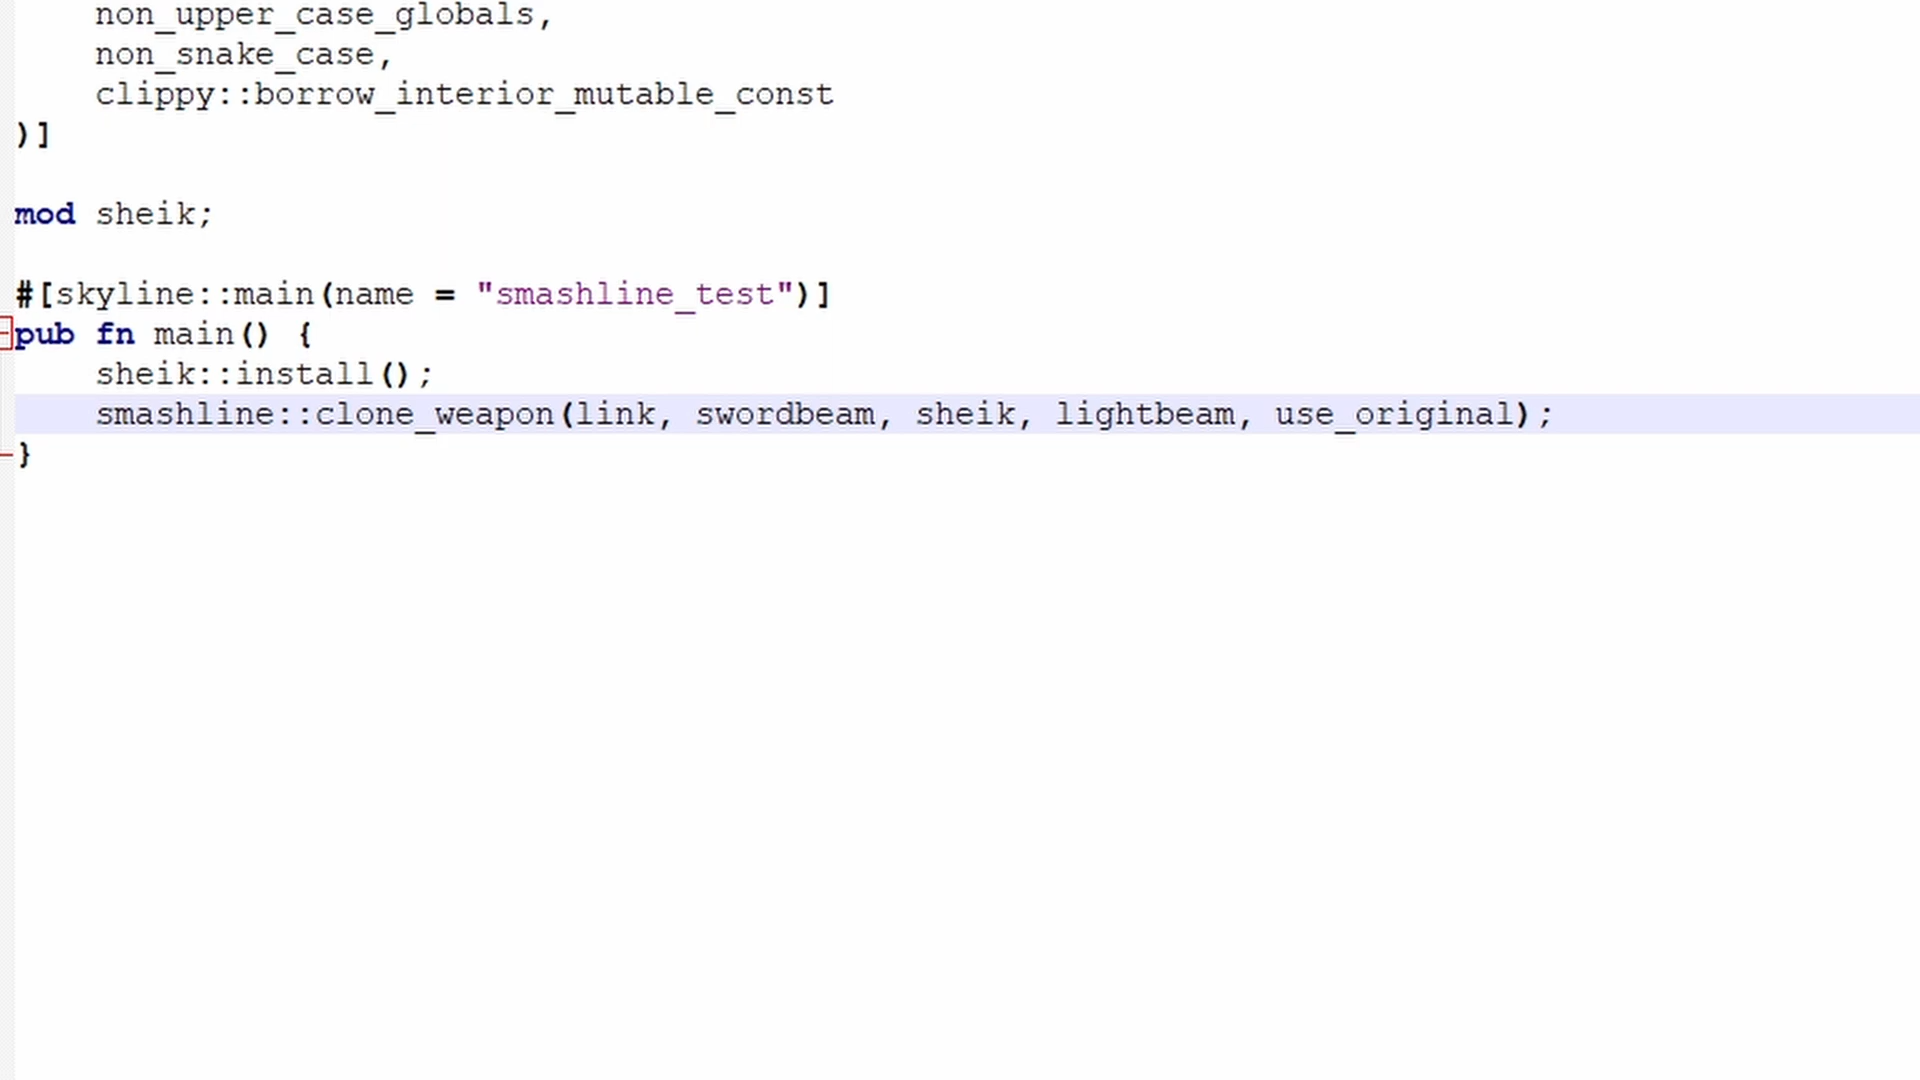 non_upper_case_globals,
non_snake_case,
clippy::borrow_interior_mutable_const
)]
mod sheik;
#[skyline::main(name = "smashline_test")]
pub fn main() {
sheik::install();
smashline::clone_weapon(link, swordbeam, sheik, lightbeam, use_original);
}